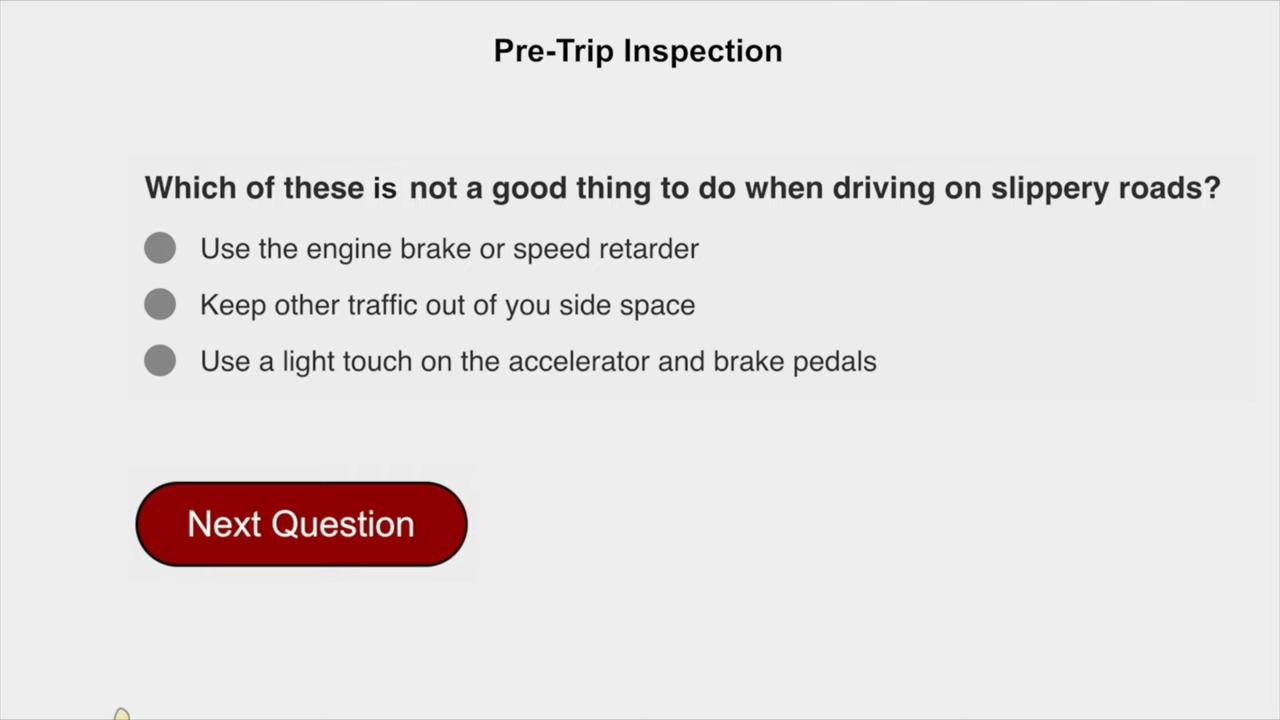 Pre-Trip Inspection
Which of these is not a good thing to do when driving on slippery roads?
Use the engine brake or speed retarder
Keep other traffic out of you side space
Use a light touch on the accelerator and brake pedals
Next Question